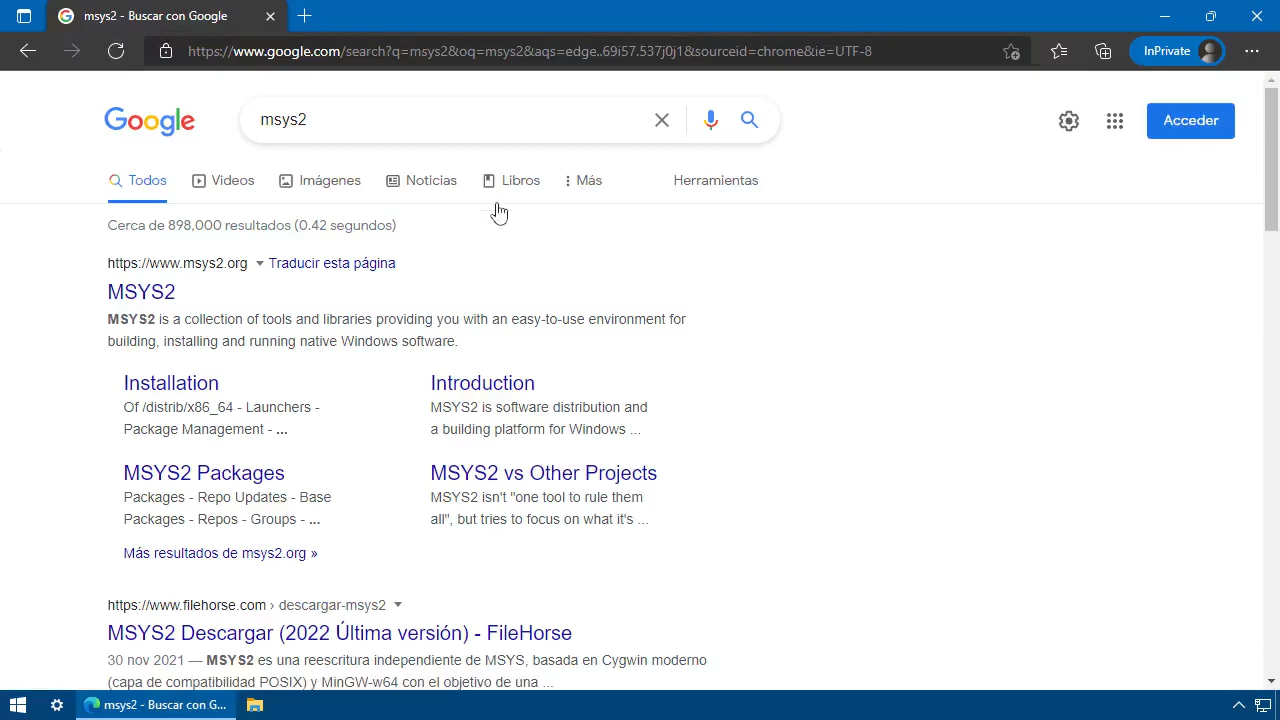 msys2 - Buscar con Google
https://www.google.com/search?q=msys2&oq=msys2&aqs=edge..69i57.537j0j1&sourceid=chrome&ie=UTF-8
InPrivate
Google
msys2
Acceder
Todos
Videos
Imágenes
Noticias
Libros
Más
Herramientas
Cerca de 898,000 resultados (0.42 segundos)
https://www.msys2.org Traducir esta página
MSYS2
MSYS2 is a collection of tools and libraries providing you with an easy-to-use environment for
building, installing and running native Windows software.
Installation
Of /distrib/x86_64 - Launchers -
Package Management - ...
Introduction
MSYS2 is software distribution and
a building platform for Windows ...
MSYS2 Packages
Packages - Repo Updates - Base
Packages - Repos - Groups - ...
MSYS2 vs Other Projects
MSYS2 isn't "one tool to rule them
all", but tries to focus on what it's ...
Más resultados de msys2.org »
https://www.filehorse.com › descargar-msys2
MSYS2 Descargar (2022 Última versión) - FileHorse
30 nov 2021 — MSYS2 es una reescritura independiente de MSYS, basada en Cygwin moderno
(capa de compatibilidad POSIX) y MinGW-w64 con el objetivo de una ...
msys2 - Buscar con G...